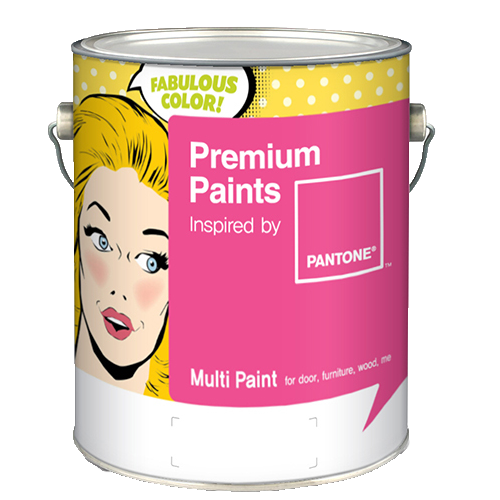 FABULOUS
COLOR!
Premium
Paints
Inspired by
PANTONE®
™
Multi Paint for door, furniture, wood, me